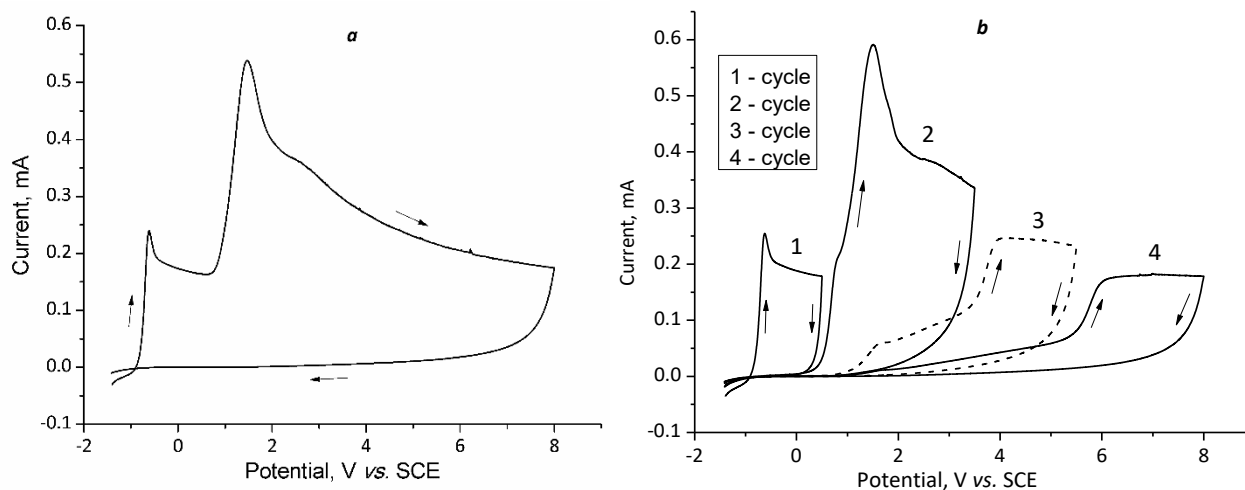 a
0.6
0.5
0.4
0.3
0.2
0.1
0.0
-0.1
-2 0 2 4 6 8
Current, mA
Potential, V vs. SCE
b
0.6
0.5
0.4
0.3
0.2
0.1
0.0
-0.1
-2 0 2 4 6 8
Current, mA
Potential, V vs. SCE
1 - cycle
2 - cycle
3 - cycle
4 - cycle
1
2
3
4